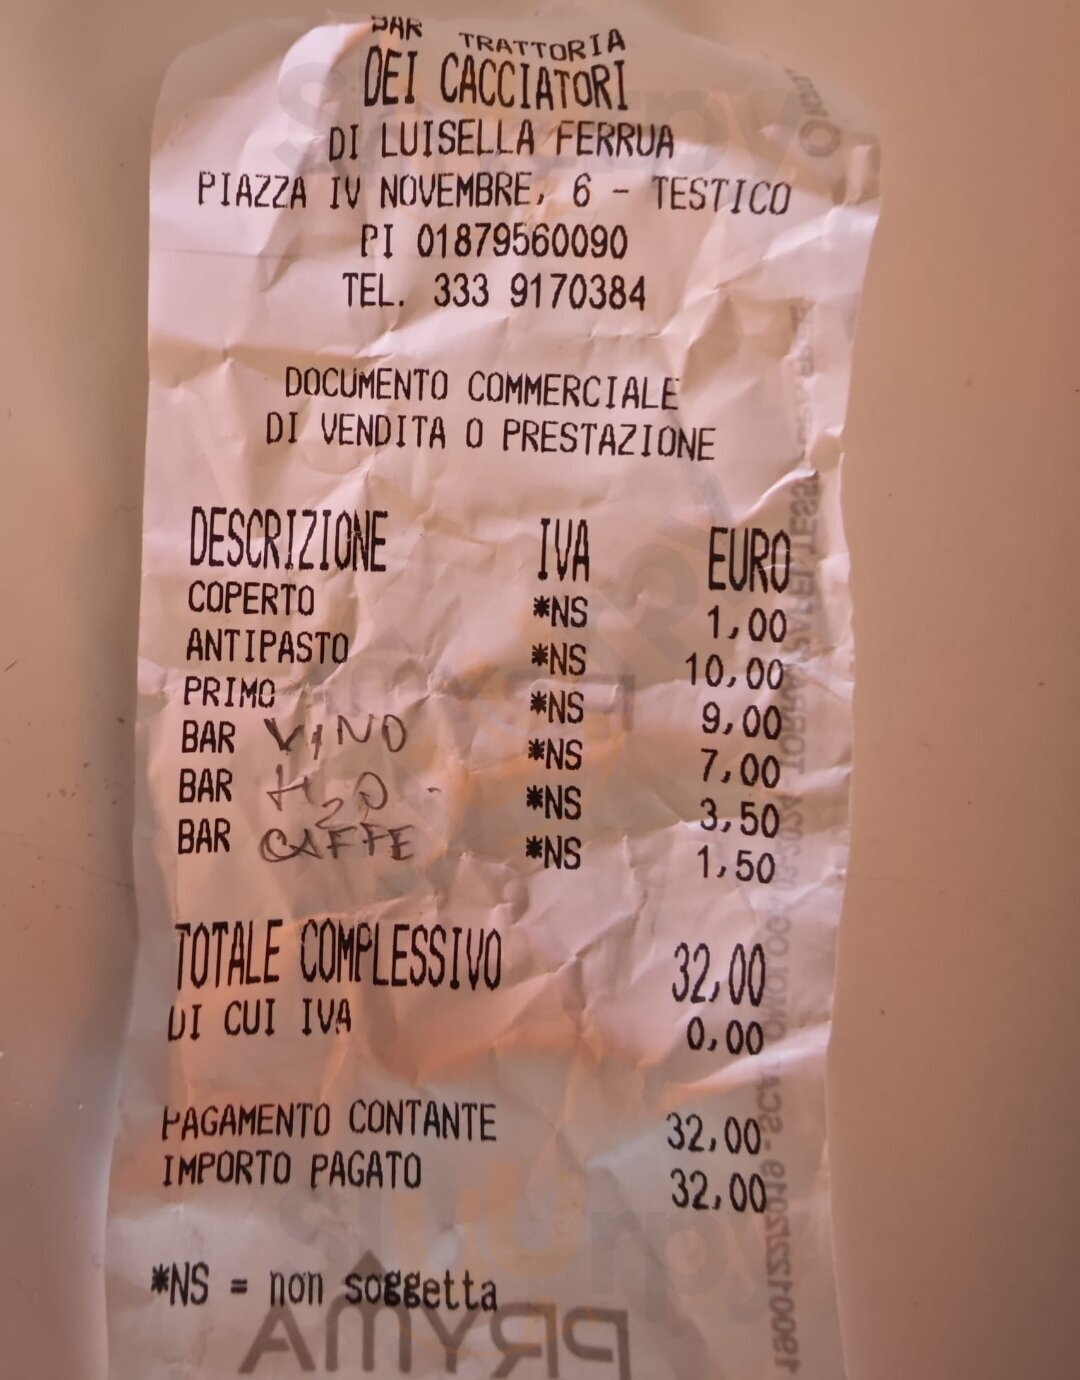 BAR TRATTORIA
DEI CACCIATORI
DI LUISELLA FERRUA
PIAZZA IV NOVEMBRE, 6 - TESTICO
PI 01879560090
TEL. 333 9170384
DOCUMENTO COMMERCIALE
DI VENDITA O PRESTAZIONE
DESCRIZIONE IVA EURO
COPERTO *NS 1,00
ANTIPASTO *NS 10,00
PRIMO *NS 9,00
BAR VINO *NS 7,00
BAR H2O *NS 3,50
BAR CAFFE *NS 1,50
TOTALE COMPLESSIVO 32,00
DI CUI IVA 0,00
PAGAMENTO CONTANTE 32,00
IMPORTO PAGATO 32,00
*NS = non soggetta
PRYMA